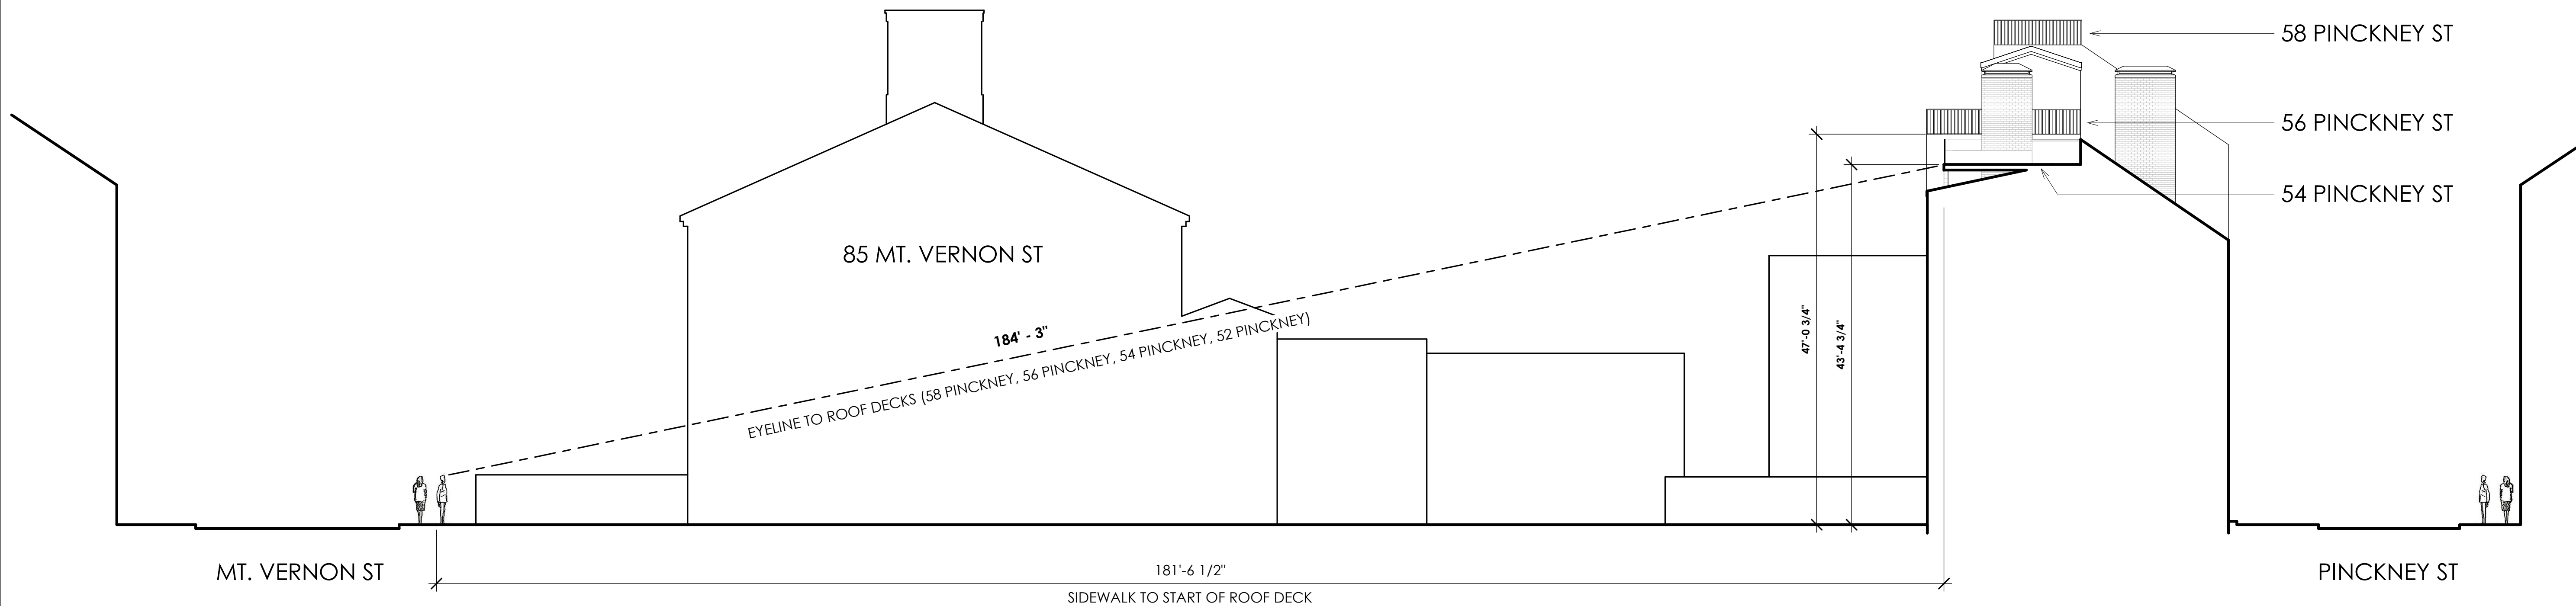 58 PINCKNEY ST
56 PINCKNEY ST
54 PINCKNEY ST
85 MT. VERNON ST
184' - 3"
EYELINE TO ROOF DECKS (58 PINCKNEY, 56 PINCKNEY, 54 PINCKNEY, 52 PINCKNEY)
47'-0 3/4"
43'-4 3/4"
MT. VERNON ST
181'-6 1/2"
SIDEWALK TO START OF ROOF DECK
PINCKNEY ST